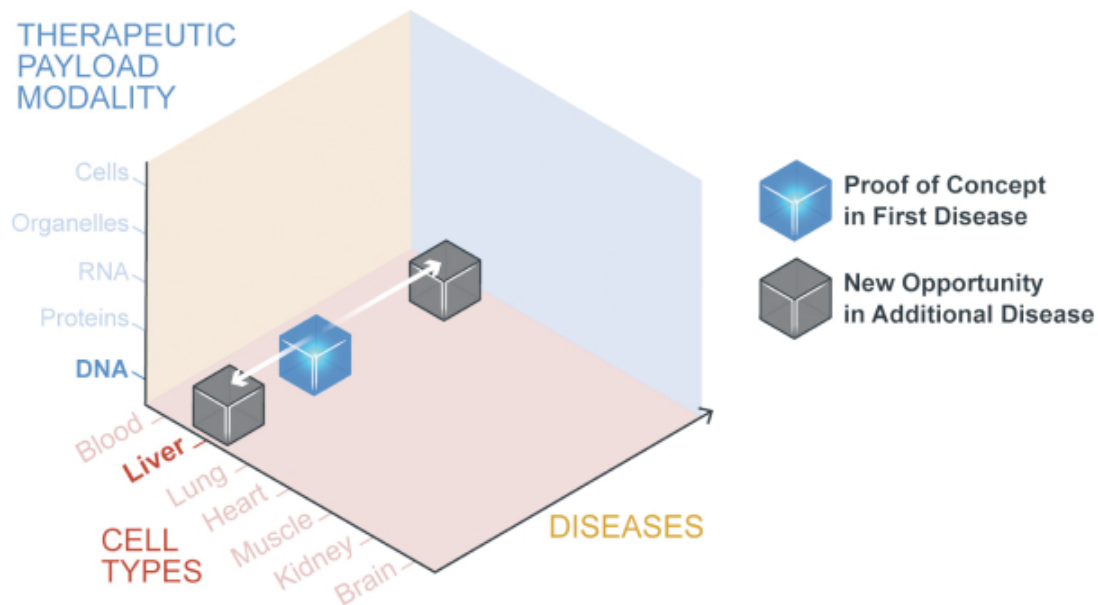 THERAPEUTIC
PAYLOAD
MODALITY
Cells
Organelles
RNA
Proteins
DNA
Blood
Liver
Lung
Heart
Muscle
Kidney
Brain
CELL
TYPES
DISEASES
Proof of Concept
in First Disease
New Opportunity
in Additional Disease